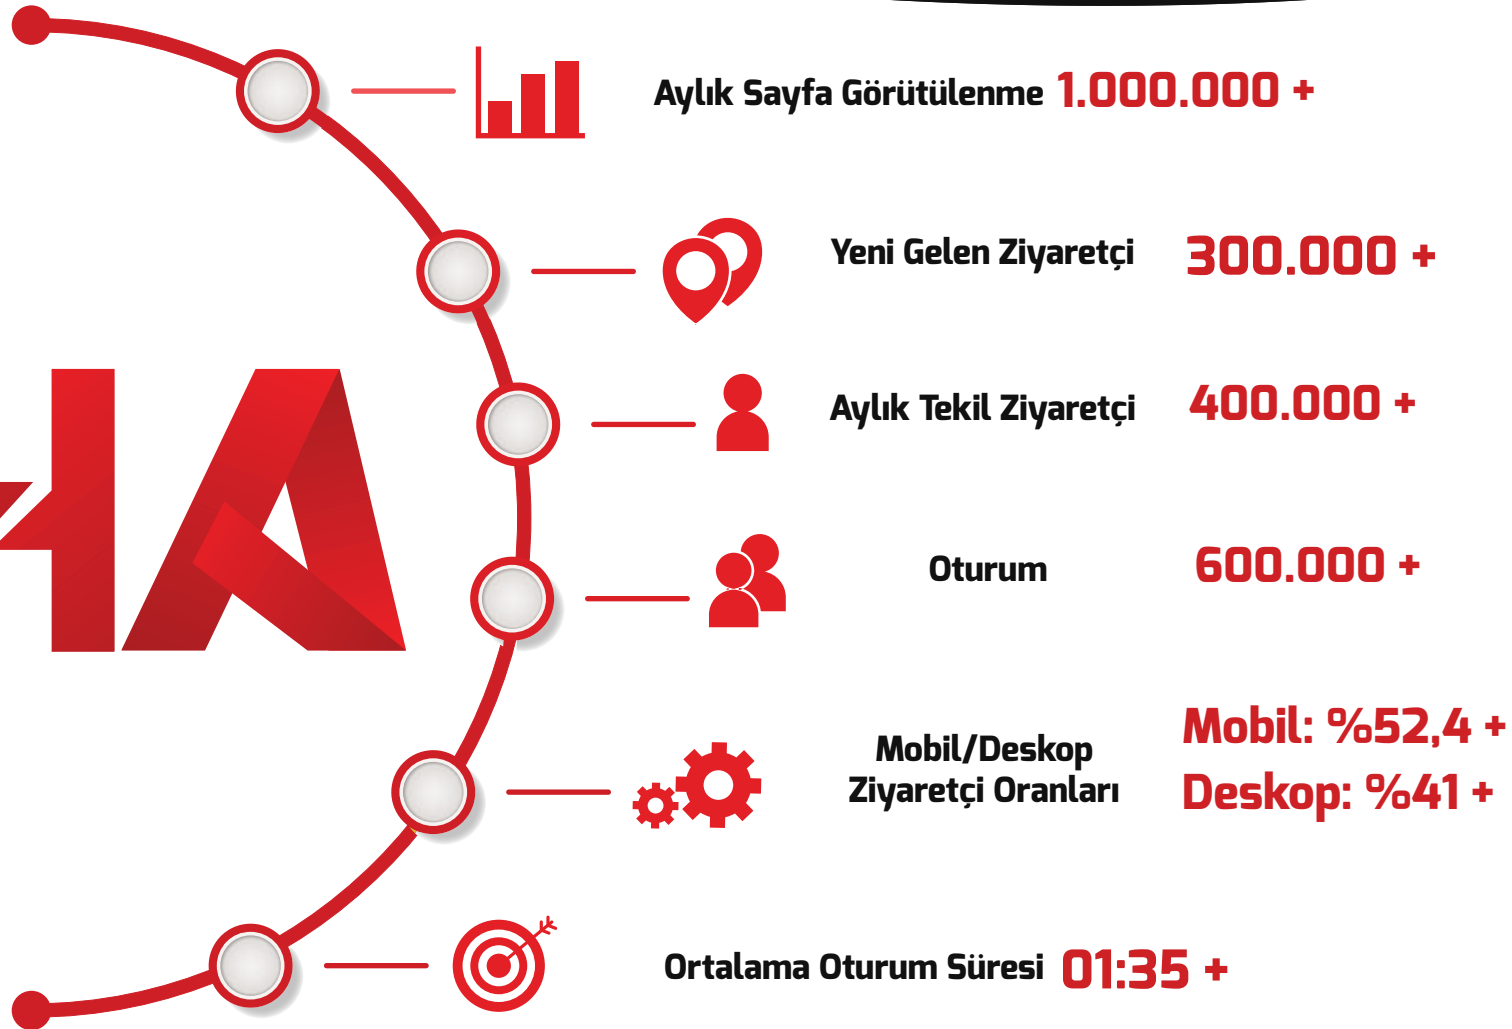 Aylık Sayfa Görütülenme 1.000.000 +
Yeni Gelen Ziyaretçi 300.000 +
Aylık Tekil Ziyaretçi 400.000 +
HA
Oturum 600.000 +
Mobil/Deskop
Ziyaretçi Oranları
Mobil: %52,4 +
Deskop: %41 +
Ortalama Oturum Süresi 01:35 +